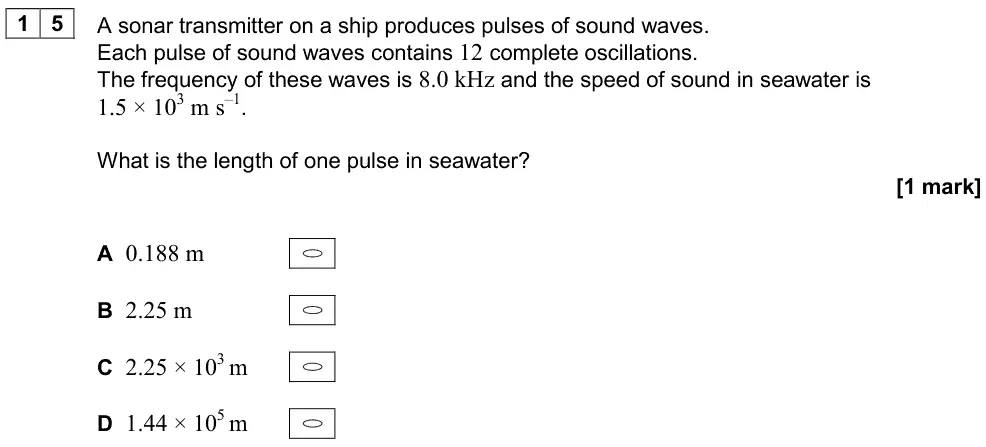 1 5 A sonar transmitter on a ship produces pulses of sound waves.
Each pulse of sound waves contains 12 complete oscillations.
The frequency of these waves is 8.0 kHz and the speed of sound in seawater is
1.5 × 10³ m s⁻¹.
What is the length of one pulse in seawater?
[1 mark]
A 0.188 m
B 2.25 m
C 2.25 × 10³ m
D 1.44 × 10⁵ m